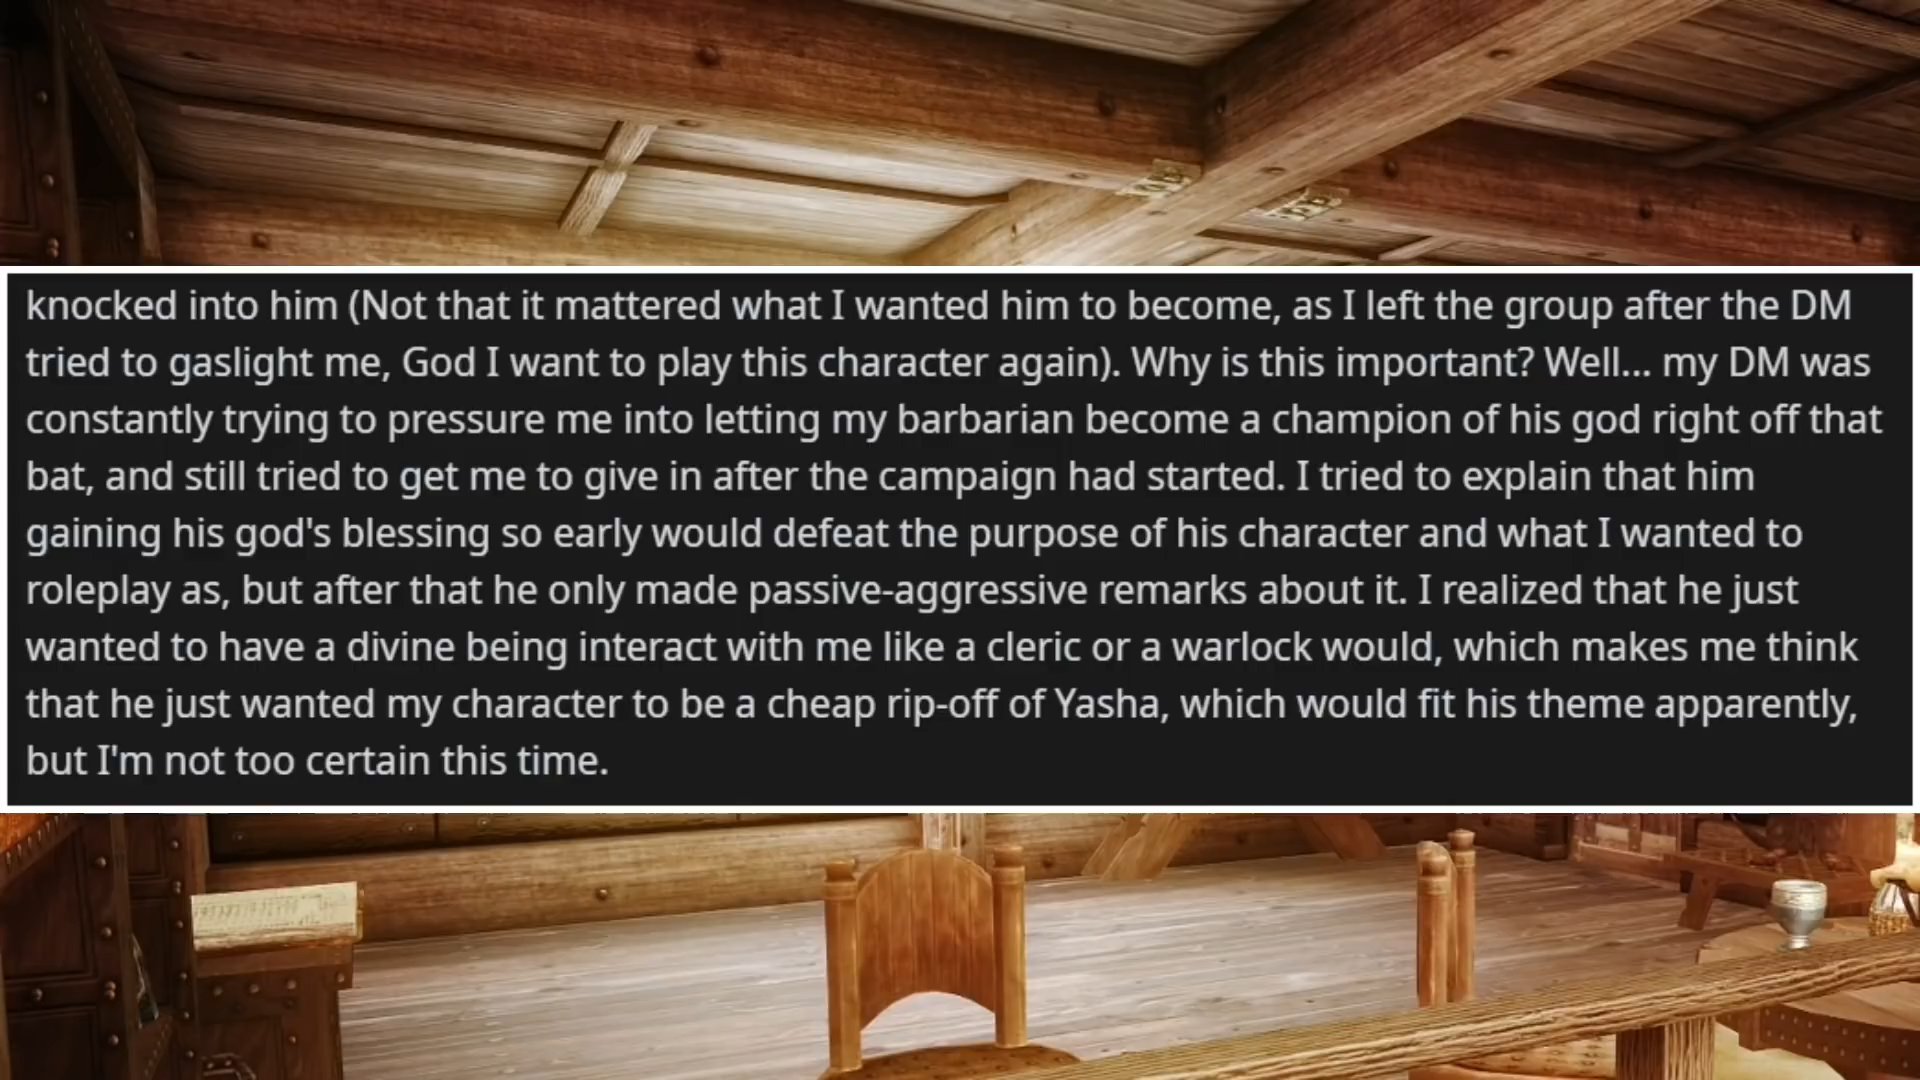 knocked into him (Not that it mattered what I wanted him to become, as I left the group after the DM
tried to gaslight me, God I want to play this character again). Why is this important? Well... my DM was
constantly trying to pressure me into letting my barbarian become a champion of his god right off that
bat, and still tried to get me to give in after the campaign had started. I tried to explain that him
gaining his god's blessing so early would defeat the purpose of his character and what I wanted to
roleplay as, but after that he only made passive-aggressive remarks about it. I realized that he just
wanted to have a divine being interact with me like a cleric or a warlock would, which makes me think
that he just wanted my character to be a cheap rip-off of Yasha, which would fit his theme apparently,
but I'm not too certain this time.